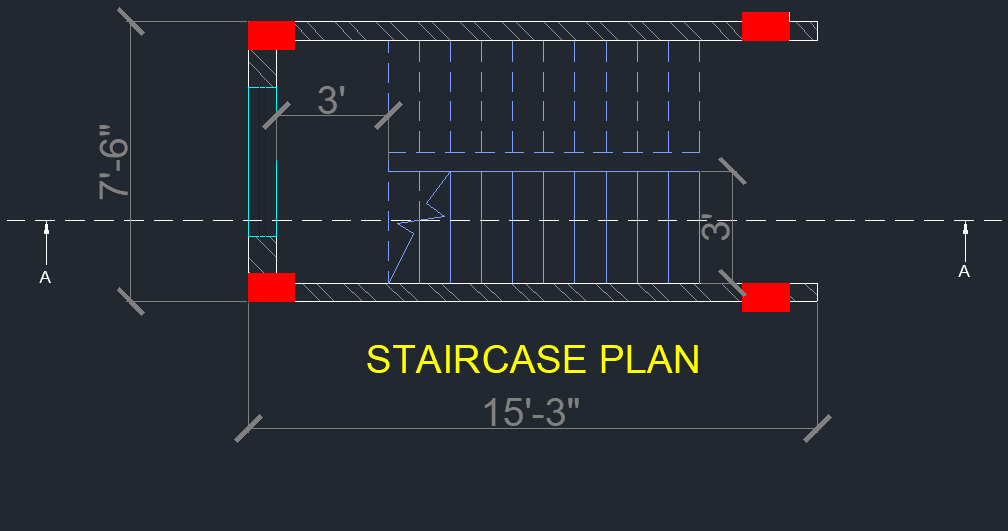 3'
7'-6"
3'
A
A
STAIRCASE PLAN
15'-3"